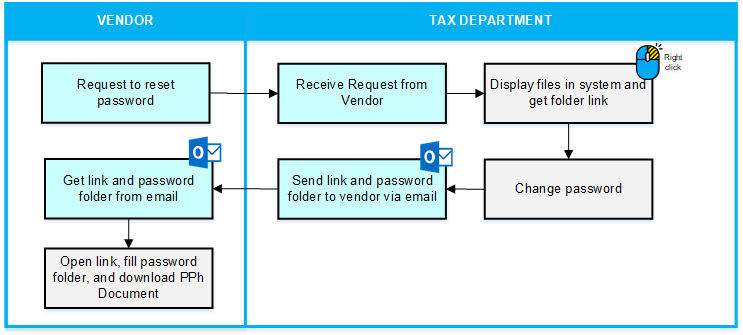 VENDOR
TAX DEPARTMENT
Request to reset
password
Receive Request from
Vendor
Display files in system and
get folder link
Right
click
Get link and password
folder from email
O
Send link and password
folder to vendor via email
O
Change password
Open link, fill password
folder, and download PPh
Document